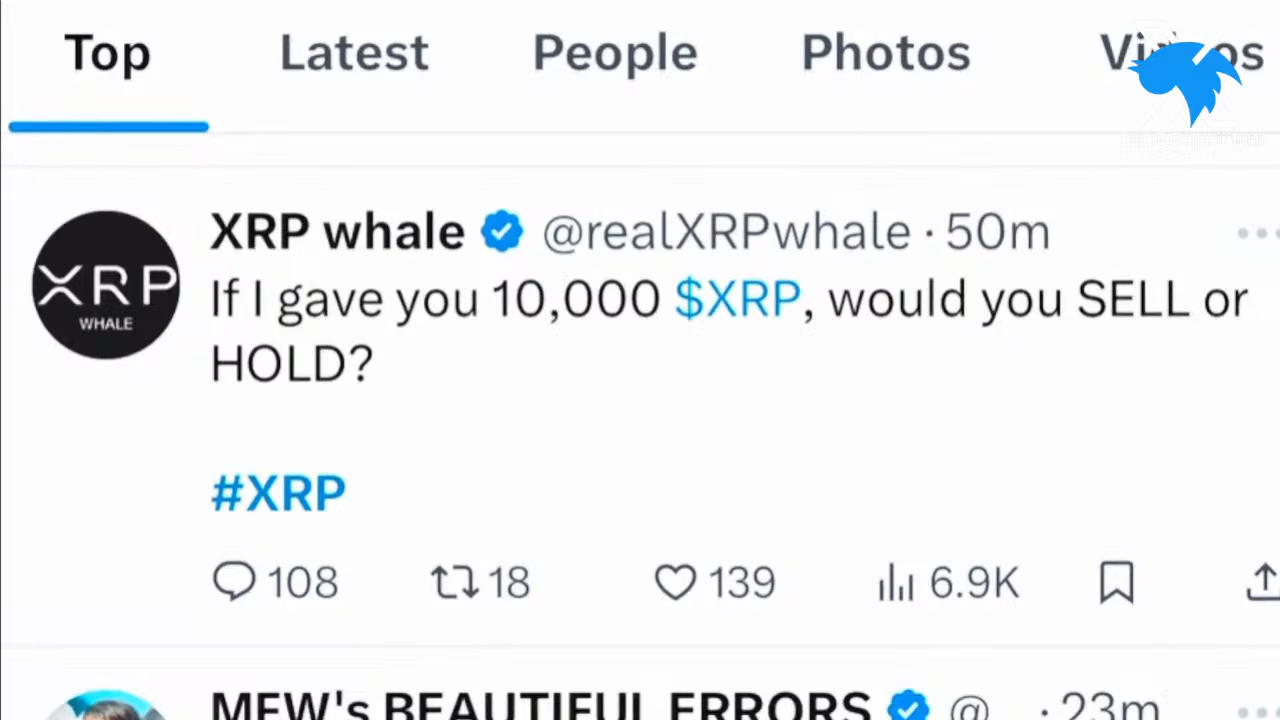 Top Latest People Photos
XRP whale @realXRPwhale · 50m
XRP
WHALE
If I gave you 10,000 $XRP, would you SELL or
HOLD?
#XRP
108 18 139 6.9K
MEW's BEAUTIFUL ERRORS @ · 23m